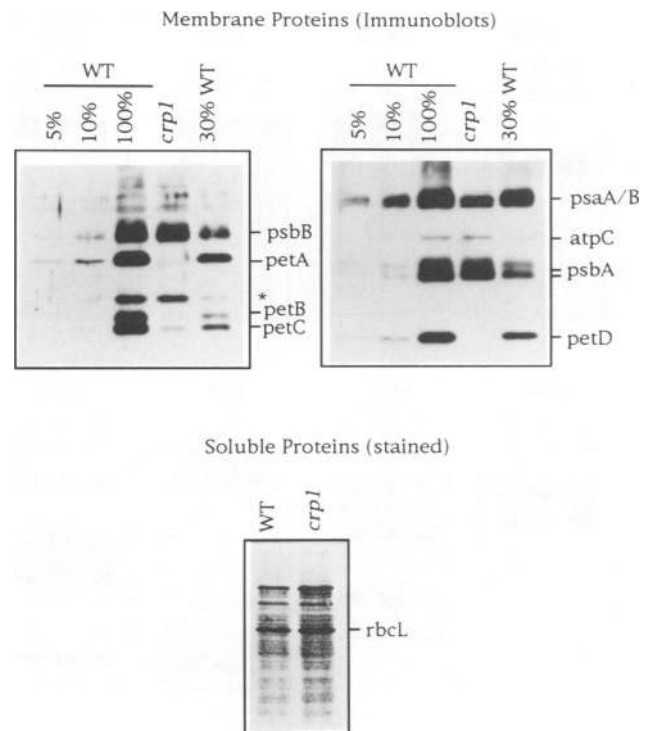 Membrane Proteins (Immunoblots)
WT
5%
10%
100%
crp1
30% WT
psbB
petA
*
petB
petC
WT
5%
10%
100%
crp1
30% WT
psaA/B
atpC
psbA
petD
Soluble Proteins (stained)
WT
crp1
rbcL